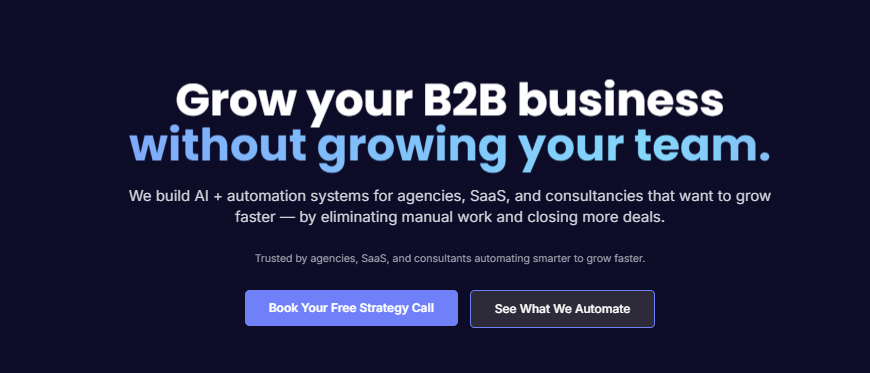 Grow your B2B business
without growing your team.
We build AI + automation systems for agencies, SaaS, and consultancies that want to grow
faster — by eliminating manual work and closing more deals.
Trusted by agencies, SaaS, and consultants automating smarter to grow faster.
Book Your Free Strategy Call
See What We Automate